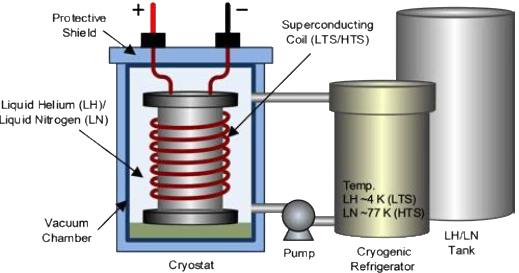 +
–
Protective
Shield
Superconducting
Coil (LTS/HTS)
Liquid Helium (LH)/
Liquid Nitrogen (LN)
Temp.
LH ~4 K (LTS)
LN ~77 K (HTS)
Vacuum
Chamber
Cryostat
Pump
Cryogenic
Refrigerator
LH/LN
Tank